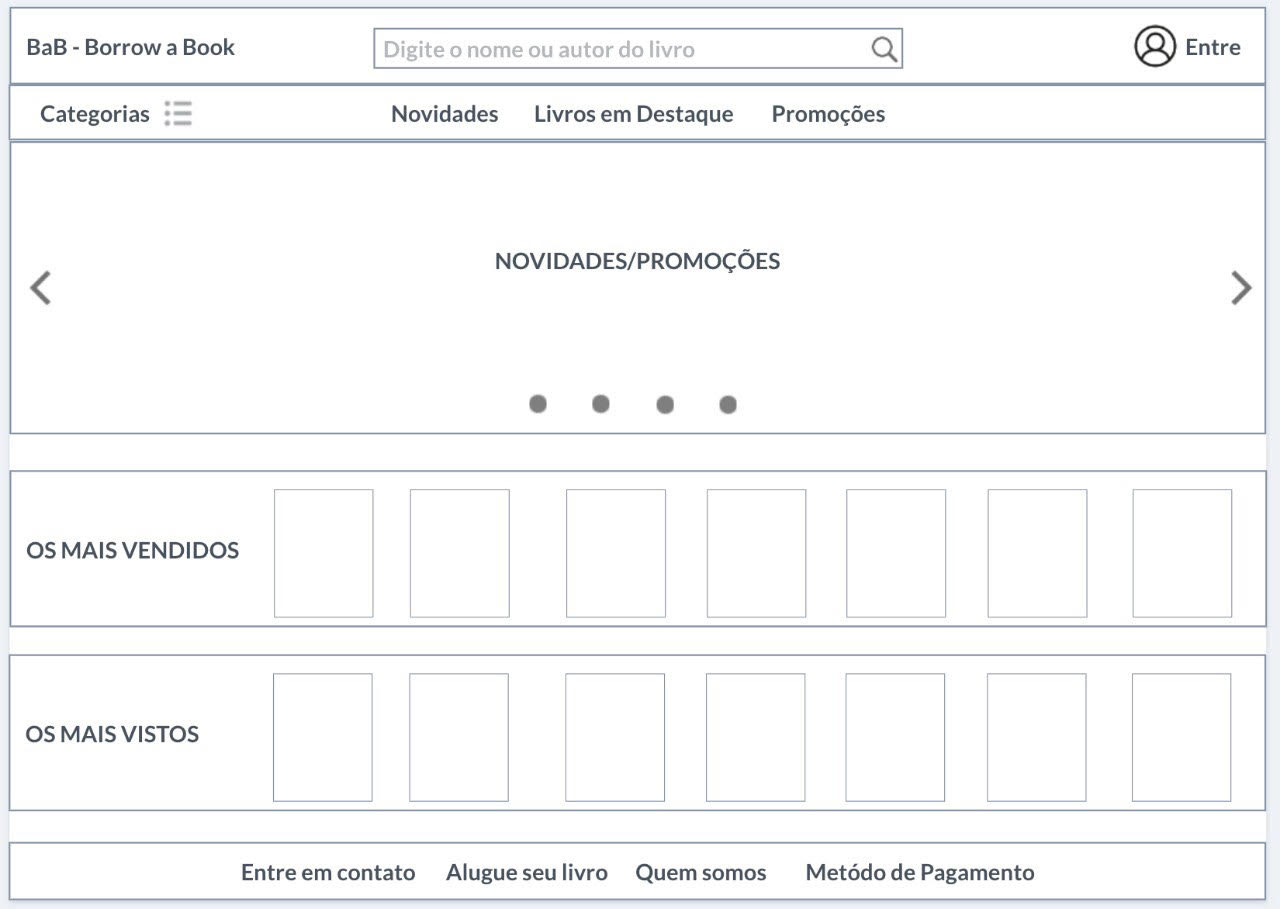 BaB - Borrow a Book
Digite o nome ou autor do livro
Entre
Categorias
Novidades
Livros em Destaque
Promoções
NOVIDADES/PROMOÇÕES
OS MAIS VENDIDOS
OS MAIS VISTOS
Entre em contato
Alugue seu livro
Quem somos
Metódo de Pagamento